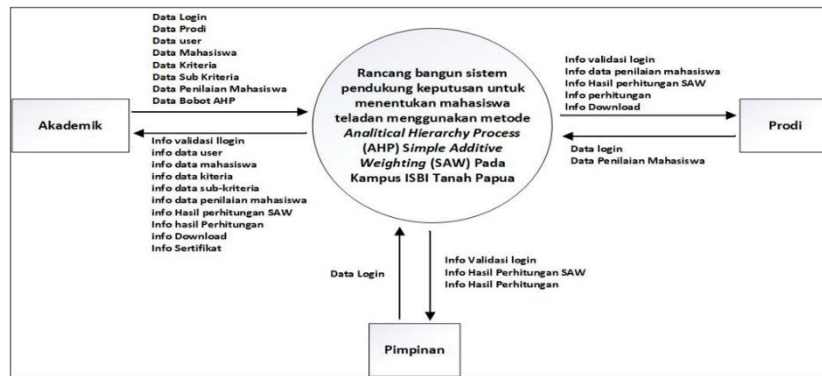 Data Login
Data Prodi
Data user
Data Mahasiswa
Data Kriteria
Data Sub Kriteria
Data Penilaian Mahasiswa
Data Bobot AHP
Akademik
Info validasi llogin
info data user
info data mahasiswa
info data kiteria
info data sub-kriteria
info data penilaian mahasiswa
info Hasil perhitungan SAW
Info hasil Perhitungan
info Download
Info Sertifikat
Rancang bangun sistem
pendukung keputusan untuk
menentukan mahasiswa
teladan menggunakan metode
Analitical Hierarchy Process
(AHP) Simple Additive
Weighting (SAW) Pada
Kampus ISBI Tanah Papua
Info validasi login
Info data penilaian mahasiswa
Info Hasil perhitungan SAW
Info perhitungan
Info Download
Prodi
Data login
Data Penilaian Mahasiswa
Data Login
Info Validasi login
Info Hasil Perhitungan SAW
Info Hasil Perhitungan
Pimpinan